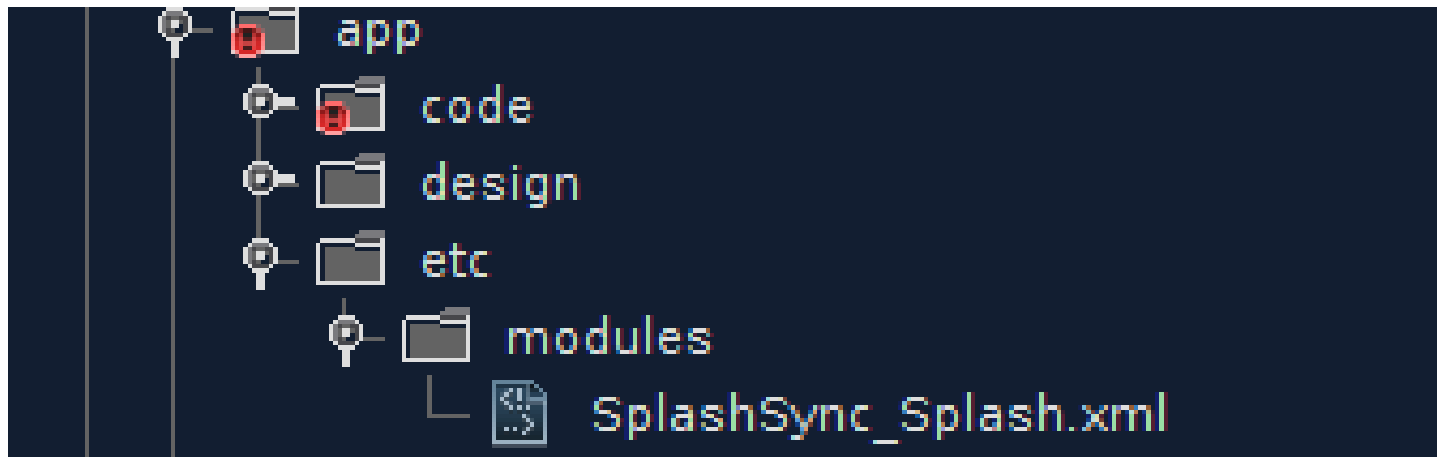 app
code
design
etc
modules
SplashSync_Splash.xml